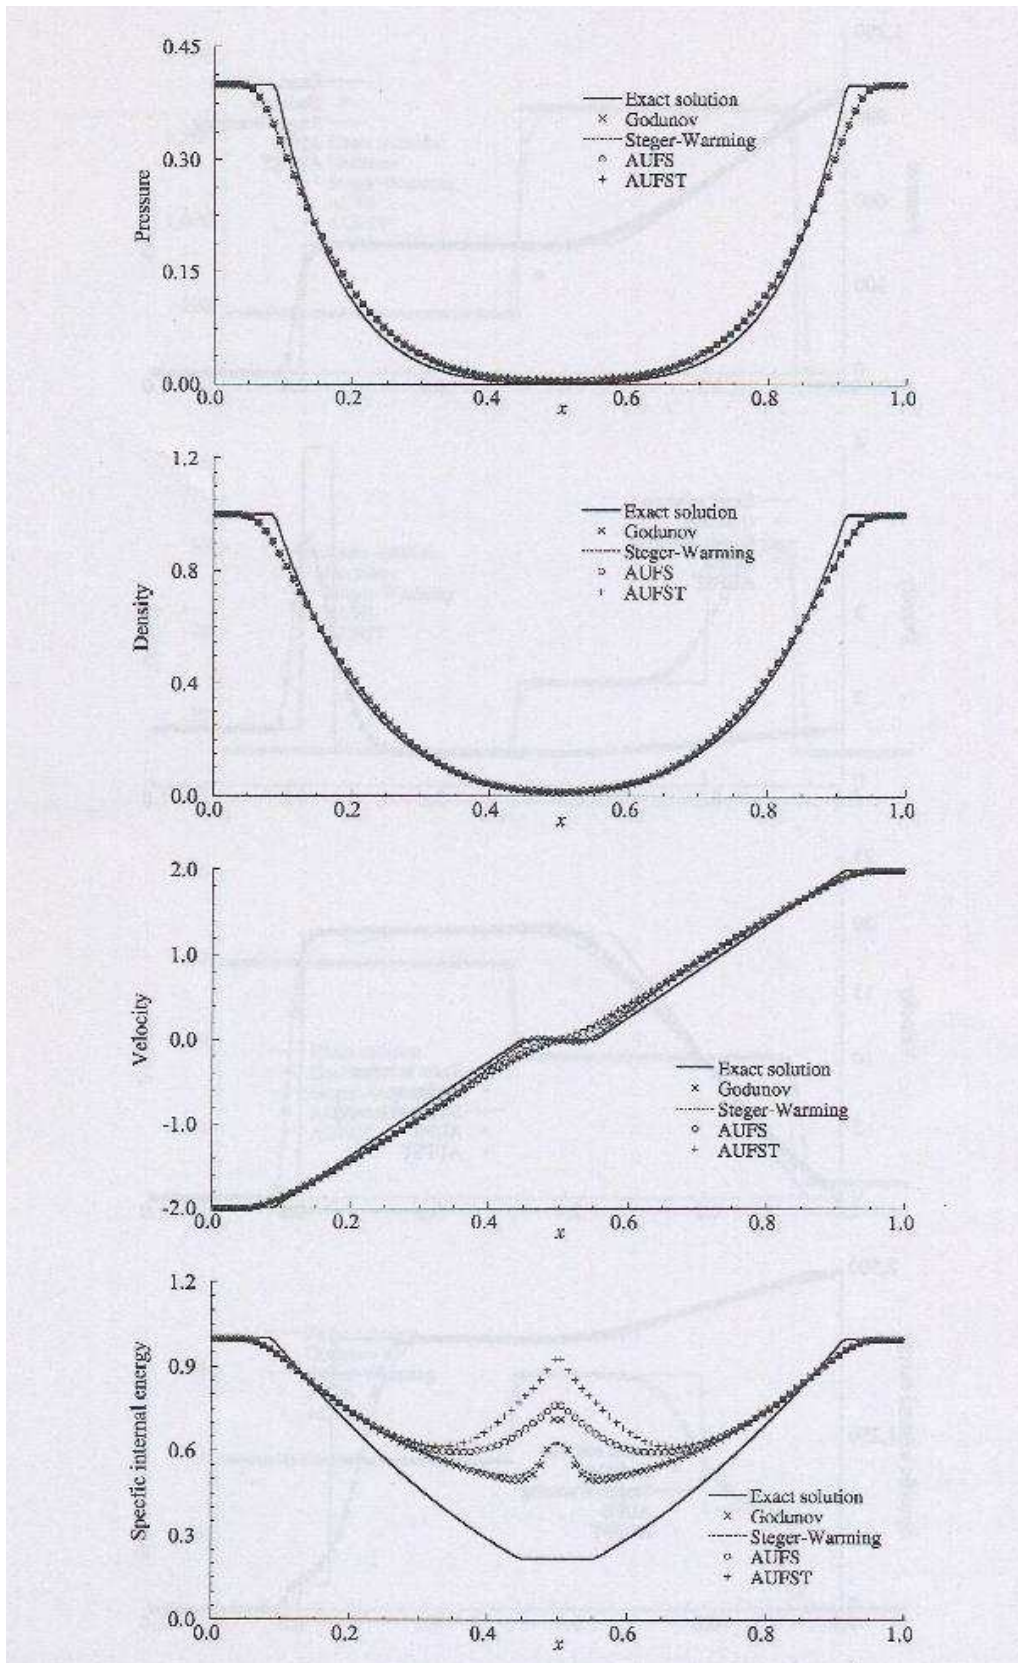 0.45
0.30
0.15
0.00
Pressure
Exact solution
Godunov
Steger-Warming
AUFS
AUFST
0.0 0.2 0.4 0.6 0.8 1.0
x
1.2
0.8
0.4
0.0
Density
Exact solution
Godunov
Steger-Warming
AUFS
AUFST
0.0 0.2 0.4 0.6 0.8 1.0
x
2.0
1.0
0.0
-1.0
-2.0
Velocity
Exact solution
Godunov
Steger-Warming
AUFS
AUFST
0.0 0.2 0.4 0.6 0.8 1.0
x
1.2
0.9
0.6
0.3
0.0
Specfic internal energy
Exact solution
Godunov
Steger-Warming
AUFS
AUFST
0.0 0.2 0.4 0.6 0.8 1.0
x